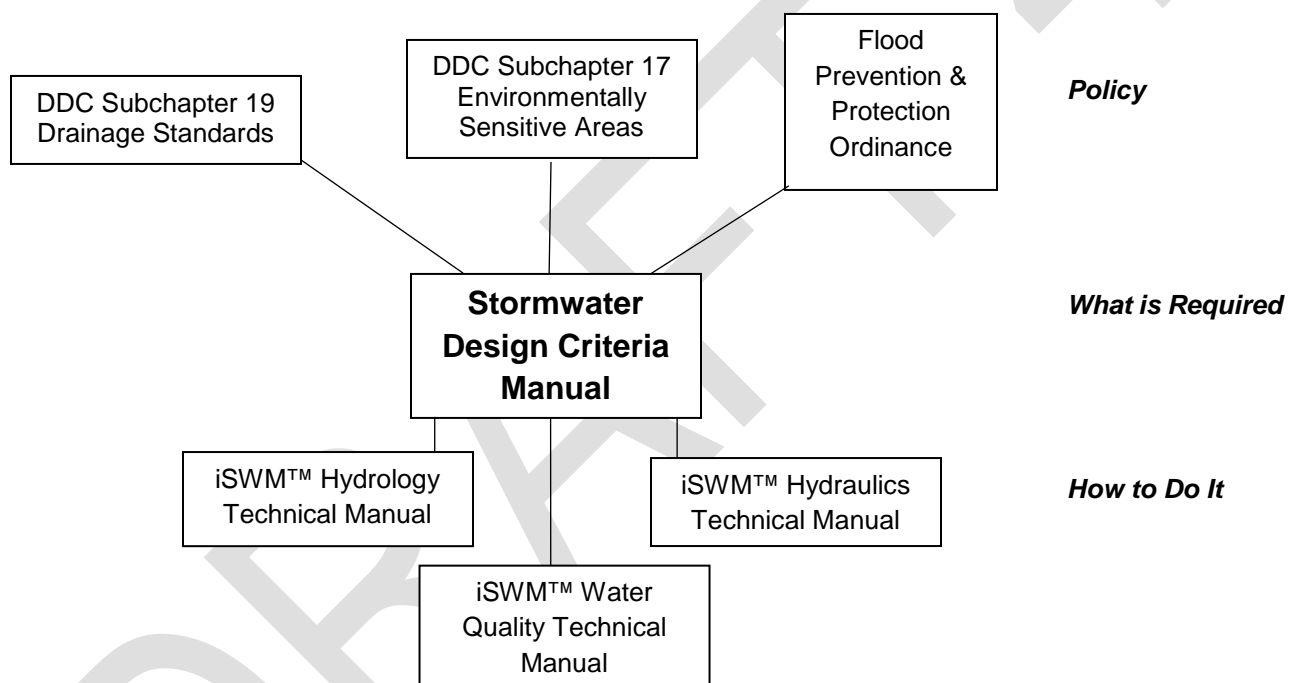 DDC Subchapter 19
Drainage Standards
DDC Subchapter 17
Environmentally
Sensitive Areas
Flood
Prevention &
Protection
Ordinance
Policy
Stormwater
Design Criteria
Manual
What is Required
iSWM™ Hydrology
Technical Manual
iSWM™ Hydraulics
Technical Manual
How to Do It
iSWM™ Water
Quality Technical
Manual
DRAFT